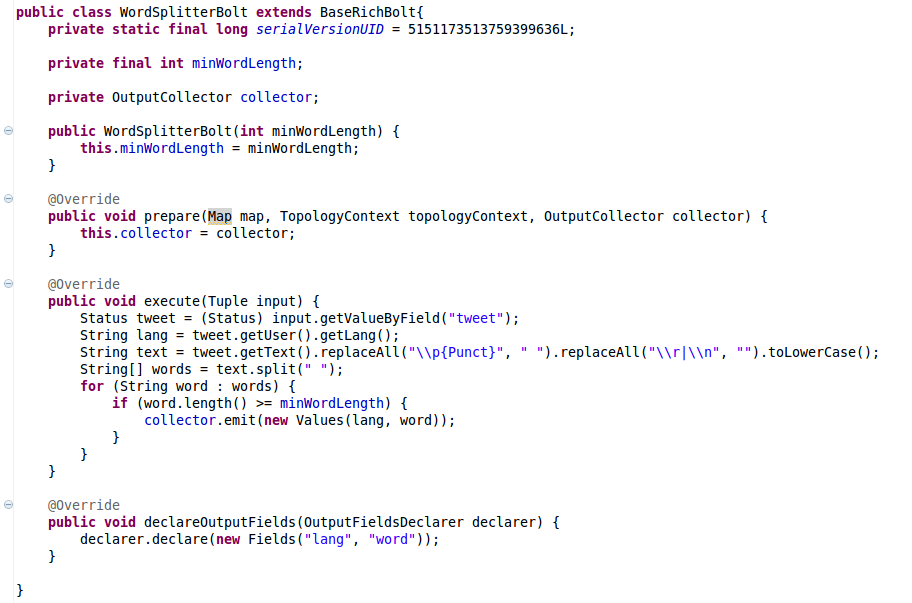 public class WordSplitterBolt extends BaseRichBolt{
    private static final long serialVersionUID = 5151173513759399636L;

    private final int minWordLength;

    private OutputCollector collector;

    public WordSplitterBolt(int minWordLength) {
        this.minWordLength = minWordLength;
    }

    @Override
    public void prepare(Map map, TopologyContext topologyContext, OutputCollector collector) {
        this.collector = collector;
    }

    @Override
    public void execute(Tuple input) {
        Status tweet = (Status) input.getValueByField("tweet");
        String lang = tweet.getUser().getLang();
        String text = tweet.getText().replaceAll("\\p{Punct}", " ").replaceAll("\\r|\\n", "").toLowerCase();
        String[] words = text.split(" ");
        for (String word : words) {
            if (word.length() >= minWordLength) {
                collector.emit(new Values(lang, word));
            }
        }
    }

    @Override
    public void declareOutputFields(OutputFieldsDeclarer declarer) {
        declarer.declare(new Fields("lang", "word"));
    }

}